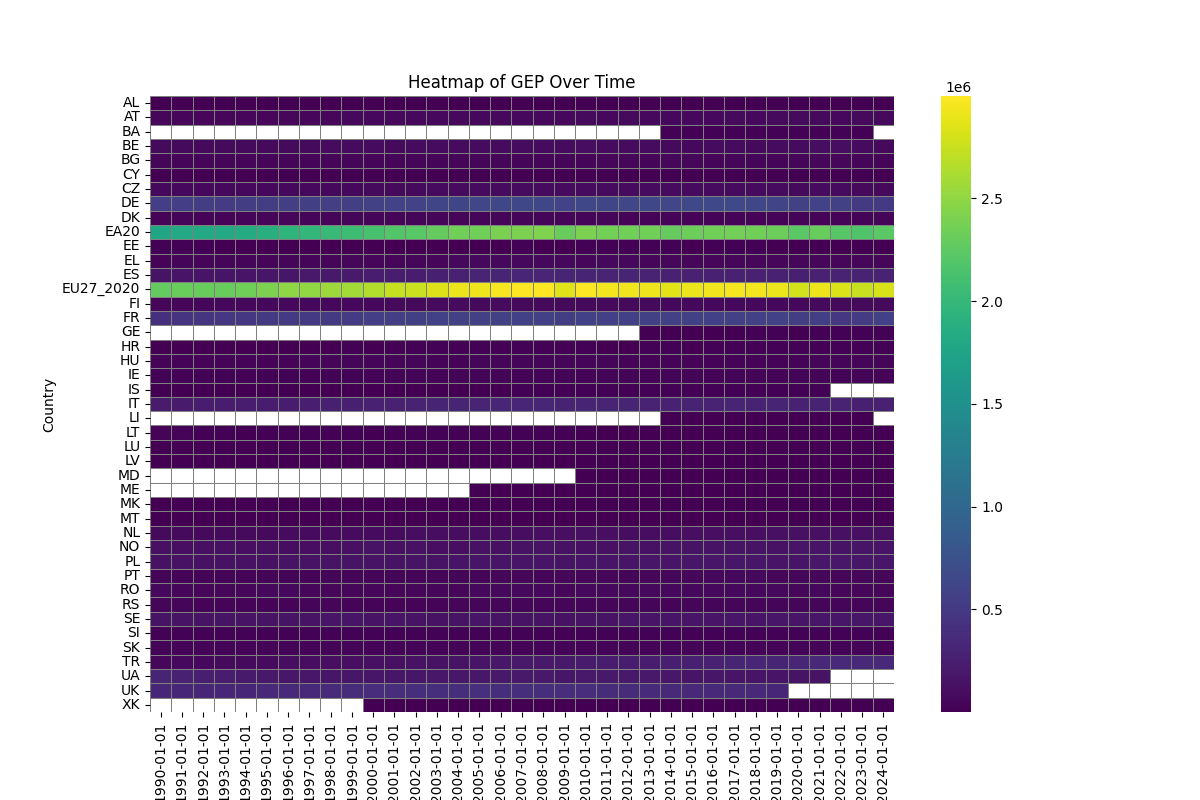 Heatmap of GEP Over Time
1e6
AL
AT
BA
BE
BG
CY
CZ
DE
DK
EA20
EE
EL
ES
EU27_2020
FI
FR
GE
HR
HU
IE
IS
IT
LI
LT
LU
LV
MD
ME
MK
MT
NL
NO
PL
PT
RO
RS
SE
SI
SK
TR
UA
UK
XK
Country
2.5
2.0
1.5
1.0
0.5
1990-01-01
1991-01-01
1992-01-01
1993-01-01
1994-01-01
1995-01-01
1996-01-01
1997-01-01
1998-01-01
1999-01-01
2000-01-01
2001-01-01
2002-01-01
2003-01-01
2004-01-01
2005-01-01
2006-01-01
2007-01-01
2008-01-01
2009-01-01
2010-01-01
2011-01-01
2012-01-01
2013-01-01
2014-01-01
2015-01-01
2016-01-01
2017-01-01
2018-01-01
2019-01-01
2020-01-01
2021-01-01
2022-01-01
2023-01-01
2024-01-01